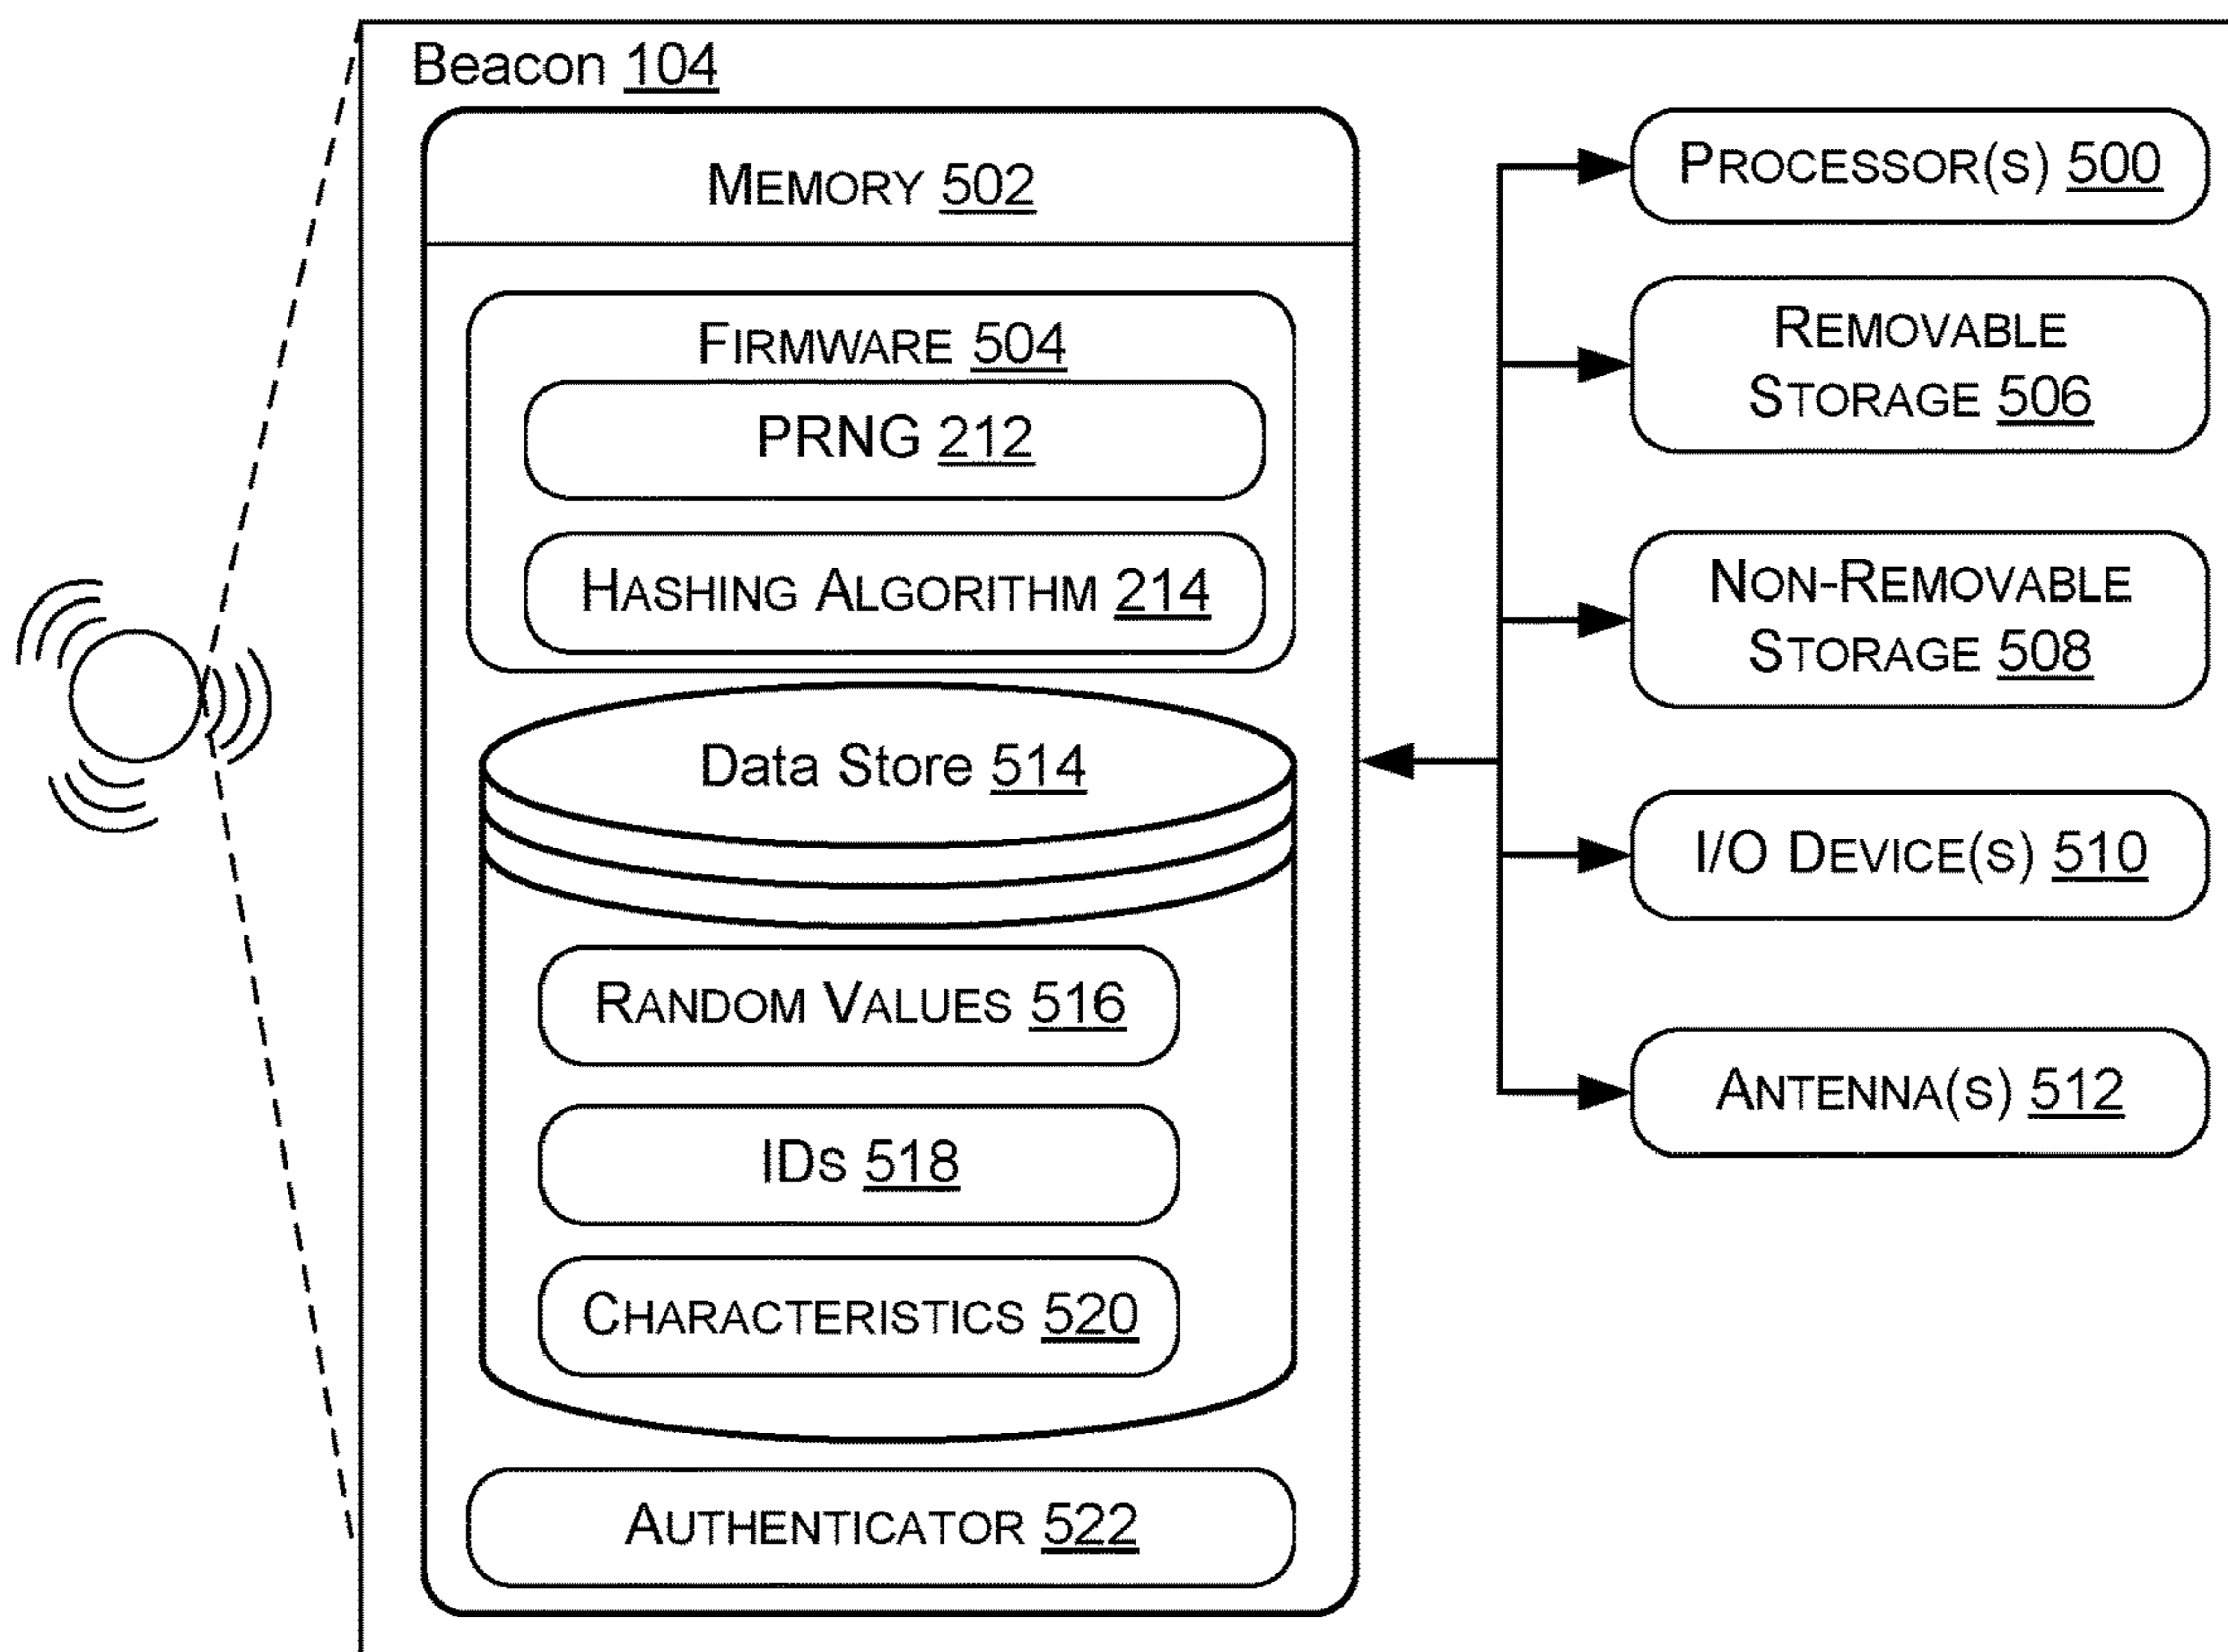 Beacon 104
MEMORY 502
FIRMWARE 504
PRNG 212
HASHING ALGORITHM 214
Data Store 514
RANDOM VALUES 516
IDS 518
CHARACTERISTICS 520
AUTHENTICATOR 522
PROCESSOR(S) 500
REMOVABLE
STORAGE 506
NON-REMOVABLE
STORAGE 508
I/O DEVICE(S) 510
ANTENNA(S) 512